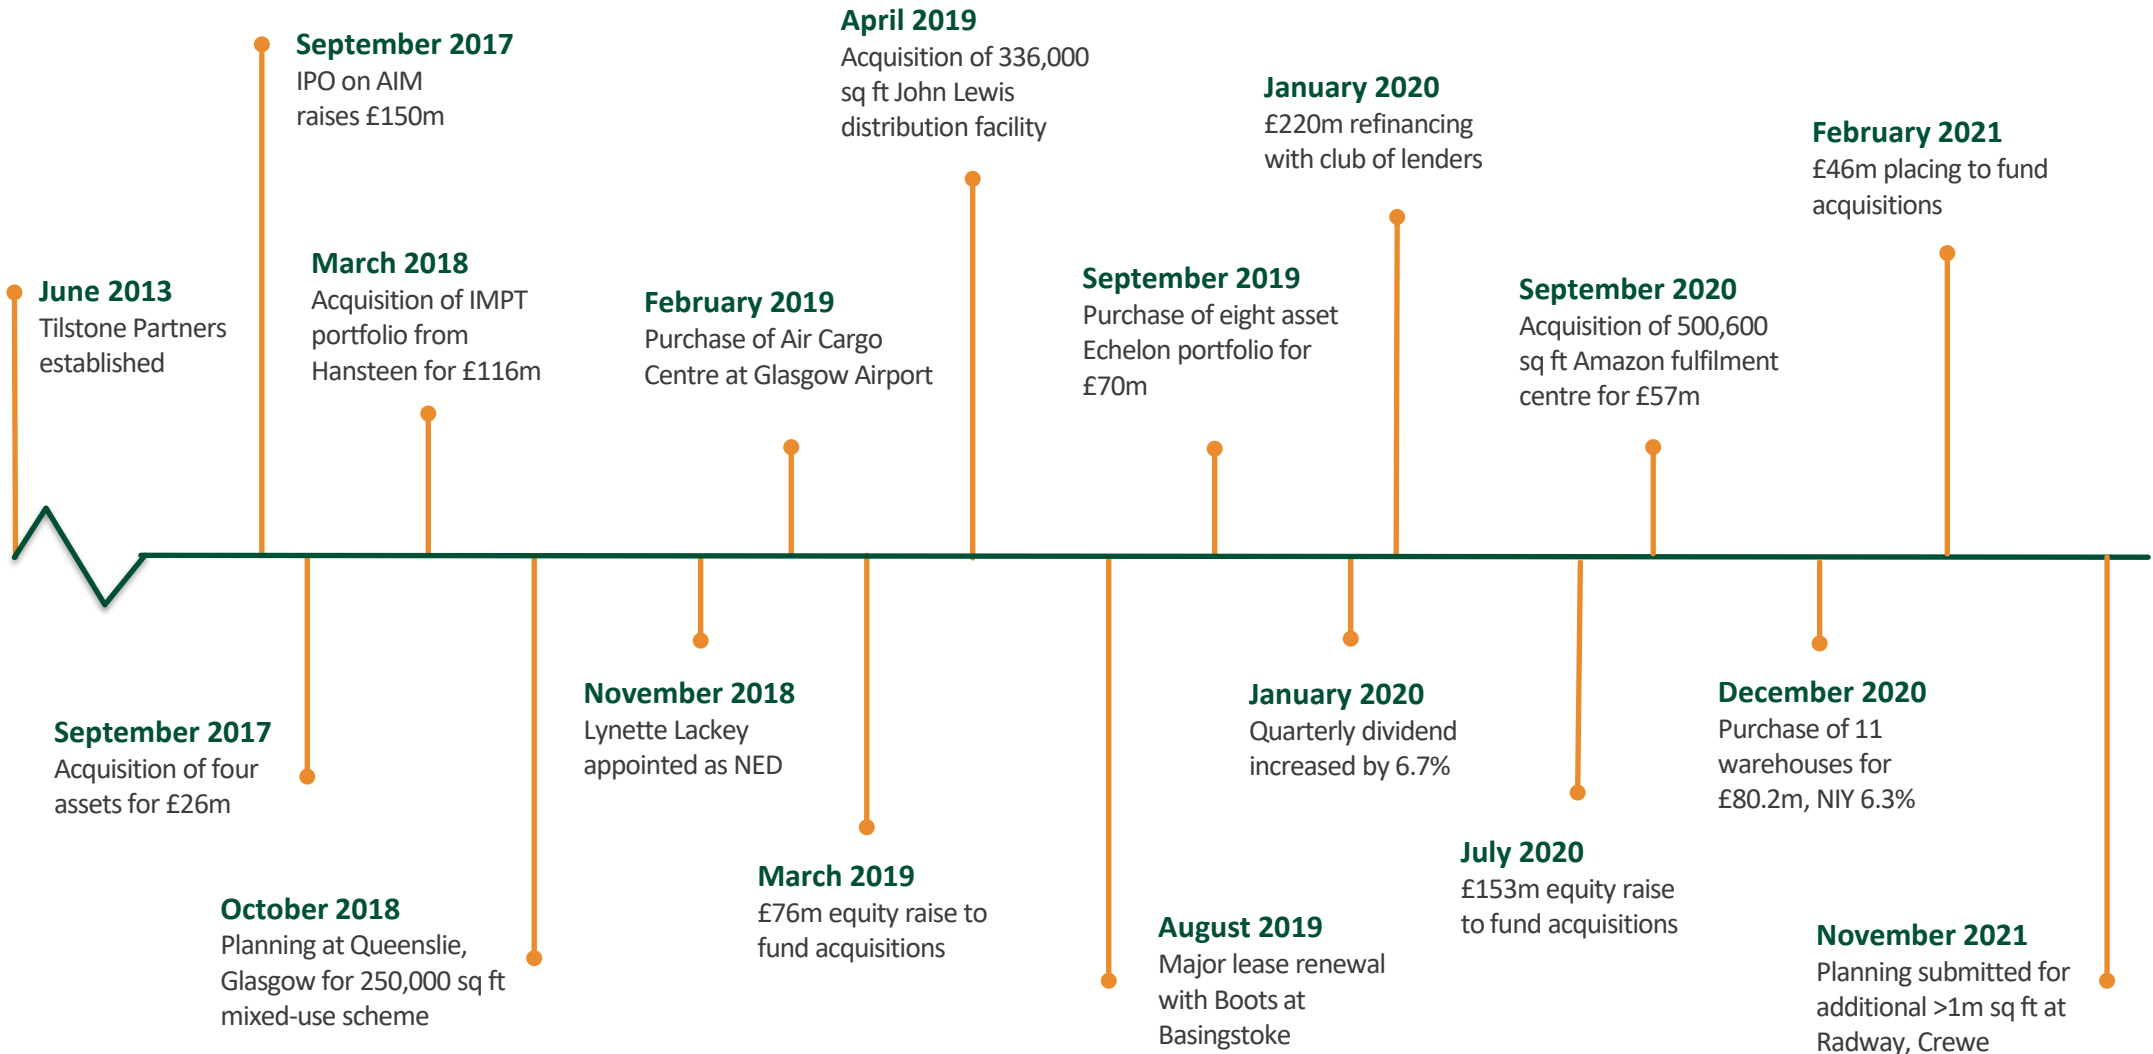 June 2013
Tilstone Partners
established
September 2017
IPO on AIM
raises £150m
September 2017
Acquisition of four
assets for £26m
March 2018
Acquisition of IMPT
portfolio from
Hansteen for £116m
October 2018
Planning at Queenslie,
Glasgow for 250,000 sq ft
mixed-use scheme
November 2018
Lynette Lackey
appointed as NED
February 2019
Purchase of Air Cargo
Centre at Glasgow Airport
March 2019
£76m equity raise to
fund acquisitions
April 2019
Acquisition of 336,000
sq ft John Lewis
distribution facility
August 2019
Major lease renewal
with Boots at
Basingstoke
September 2019
Purchase of eight asset
Echelon portfolio for
£70m
January 2020
Quarterly dividend
increased by 6.7%
January 2020
£220m refinancing
with club of lenders
July 2020
£153m equity raise
to fund acquisitions
September 2020
Acquisition of 500,600
sq ft Amazon fulfilment
centre for £57m
December 2020
Purchase of 11
warehouses for
£80.2m, NIY 6.3%
February 2021
£46m placing to fund
acquisitions
November 2021
Planning submitted for
additional >1m sq ft at
Radway, Crewe